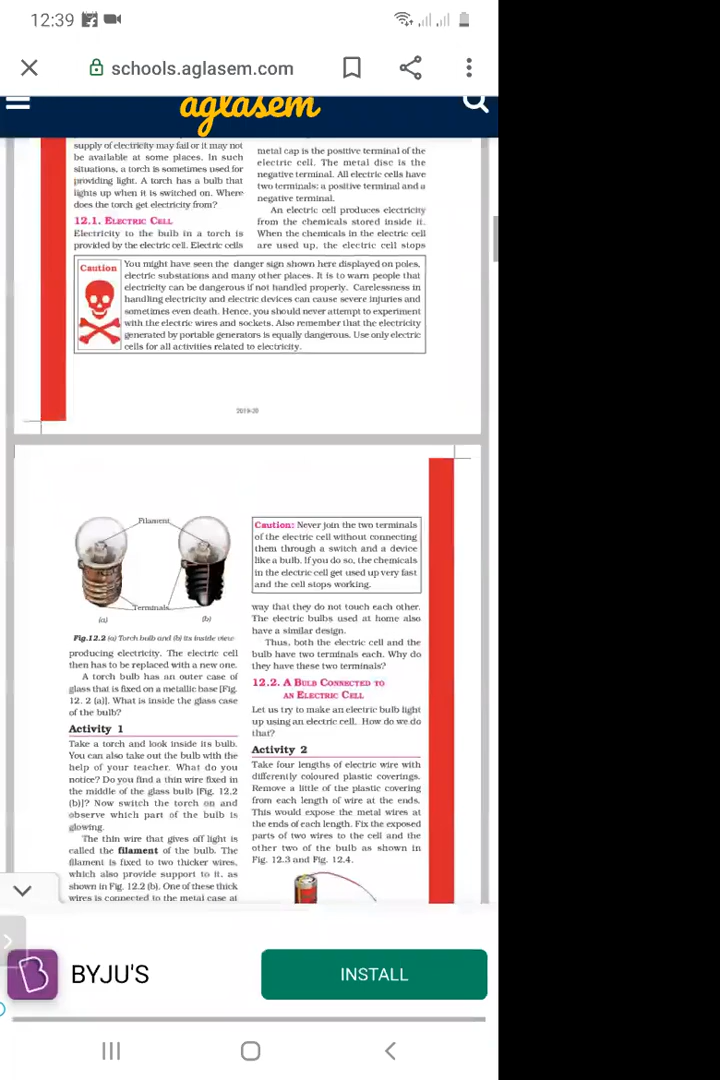 12:39
schools.aglasem.com
aglasem
supply of electricity may fail or it may not
be available at some places. In such
situations, a torch is sometimes used for
providing light. A torch has a bulb that
lights up when it is switched on. Where
does the torch get electricity from?
12.1. ELECTRIC CELL
Electricity to the bulb in a torch is
provided by the electric cell. Electric cells
metal cap is the positive terminal of the
electric cell. The metal disc is the
negative terminal. All electric cells have
two terminals; a positive terminal and a
negative terminal.
An electric cell produces electricity
from the chemicals stored inside it.
When the chemicals in the electric cell
are used up, the electric cell stops
Caution
You might have seen the danger sign shown here displayed on poles,
electric substations and many other places. It is to warn people that
electricity can be dangerous if not handled properly. Carelessness in
handling electricity and electric devices can cause severe injuries and
sometimes even death. Hence, you should never attempt to experiment
with the electric wires and sockets. Also remember that the electricity
generated by portable generators is equally dangerous. Use only electric
cells for all activities related to electricity.
2019-20
Filament
Terminals
(a)
(b)
Fig.12.2 (a) Torch bulb and (b) its inside view
producing electricity. The electric cell
then has to be replaced with a new one.
A torch bulb has an outer case of
glass that is fixed on a metallic base [Fig.
12. 2 (a)]. What is inside the glass case
of the bulb?
Activity 1
Take a torch and look inside its bulb.
You can also take out the bulb with the
help of your teacher. What do you
notice? Do you find a thin wire fixed in
the middle of the glass bulb [Fig. 12.2
(b)]? Now switch the torch on and
observe which part of the bulb is
glowing.
The thin wire that gives off light is
called the filament of the bulb. The
filament is fixed to two thicker wires,
which also provide support to it, as
shown in Fig. 12.2 (b). One of these thick
wires is connected to the metal case at
Caution: Never join the two terminals
of the electric cell without connecting
them through a switch and a device
like a bulb. If you do so, the chemicals
in the electric cell get used up very fast
and the cell stops working.
way that they do not touch each other.
The electric bulbs used at home also
have a similar design.
Thus, both the electric cell and the
bulb have two terminals each. Why do
they have these two terminals?
12.2. A BULB CONNECTED TO
AN ELECTRIC CELL
Let us try to make an electric bulb light
up using an electric cell. How do we do
that?
Activity 2
Take four lengths of electric wire with
differently coloured plastic coverings.
Remove a little of the plastic covering
from each length of wire at the ends.
This would expose the metal wires at
the ends of each length. Fix the exposed
parts of two wires to the cell and the
other two of the bulb as shown in
Fig. 12.3 and Fig. 12.4.
BYJU'S
INSTALL